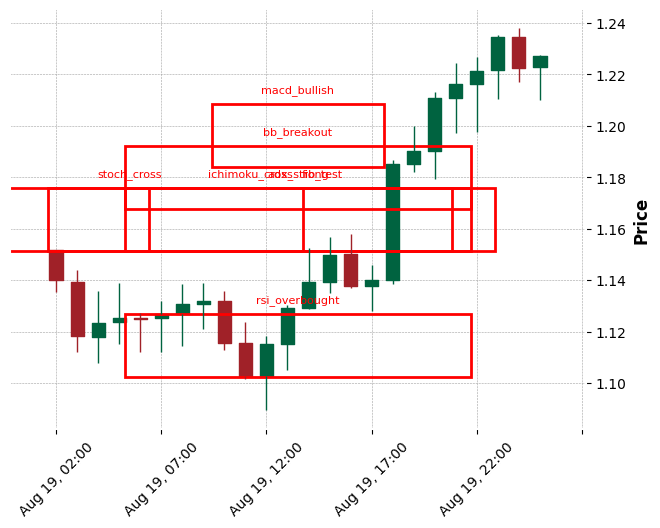 1.24
1.22
macd_bullish
1.20
bb_breakout
1.18
stoch_cross
fib_test
1.16
Price
1.14
rsi_overbought
1.12
1.10
Aug 19, 02:00
Aug 19, 07:00
Aug 19, 12:00
Aug 19, 17:00
Aug 19, 22:00